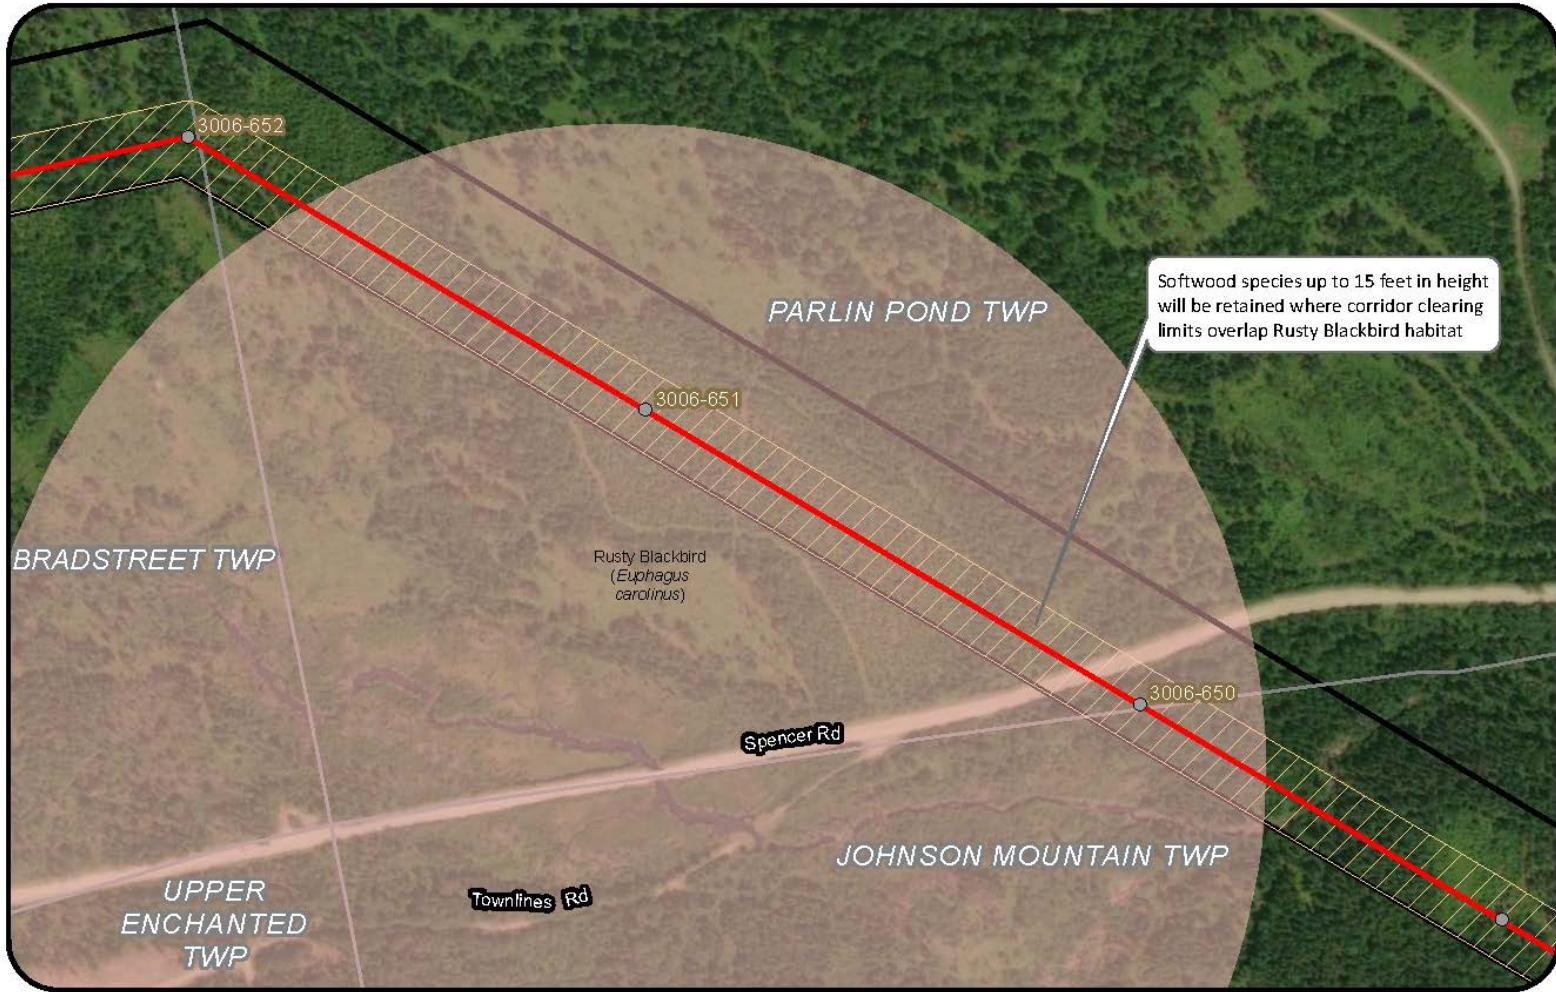 3006-652
PARLIN POND TWP
Softwood species up to 15 feet in height
will be retained where corridor clearing
limits overlap Rusty Blackbird habitat
3006-651
BRADSTREET TWP
Rusty Blackbird
(Euphagus
carolinus)
3006-650
Spencer Rd
JOHNSON MOUNTAIN TWP
UPPER
ENCHANTED
TWP
Townlines Rd